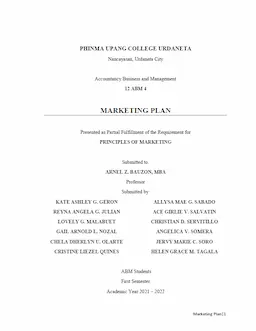 PHINMA UPANG COLLEGE URDANETA
Nancayasan, Urdaneta City
Accountancy Business and Management
12 ABM 4
MARKETING PLAN
Presented as Partial Fulfillment of the Requirement for
PRINCIPLES OF MARKETING
Submitted to
ARNEL Z. BAUZON, MBA
Professor
Submitted by
KATE ASHLEY G. GERON
REYNA ANGELA G. JULIAN
LOVELY G. MALABCET
GAIL ARNOLD L. NOZAL
CHELA DHERLYN U. OLARTE
CRISTINE LIEZEL QUINES
ALLYSA MAE G. SABADO
ACE GIRLIE Y. SALVATIN
CHRISTIAN D. SERVITILLO
ANGELICA V. SOMERA
JERVY MARIE C. SORO
HELEN GRACE M. TAGALA
ABM Students
First Semester
Academic Year 2021 – 2022
Marketing Plan|1